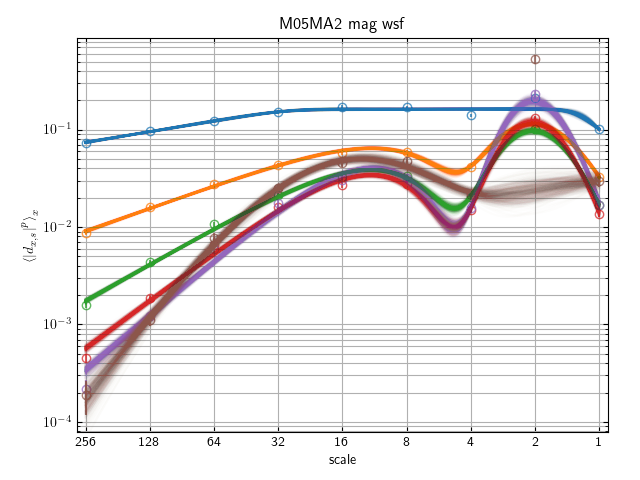 M05MA2 mag wsf
⟨|d_{x,s}|^p⟩_x
10^{-1}
10^{-2}
10^{-3}
10^{-4}
256 128 64 32 16 8 4 2 1
scale